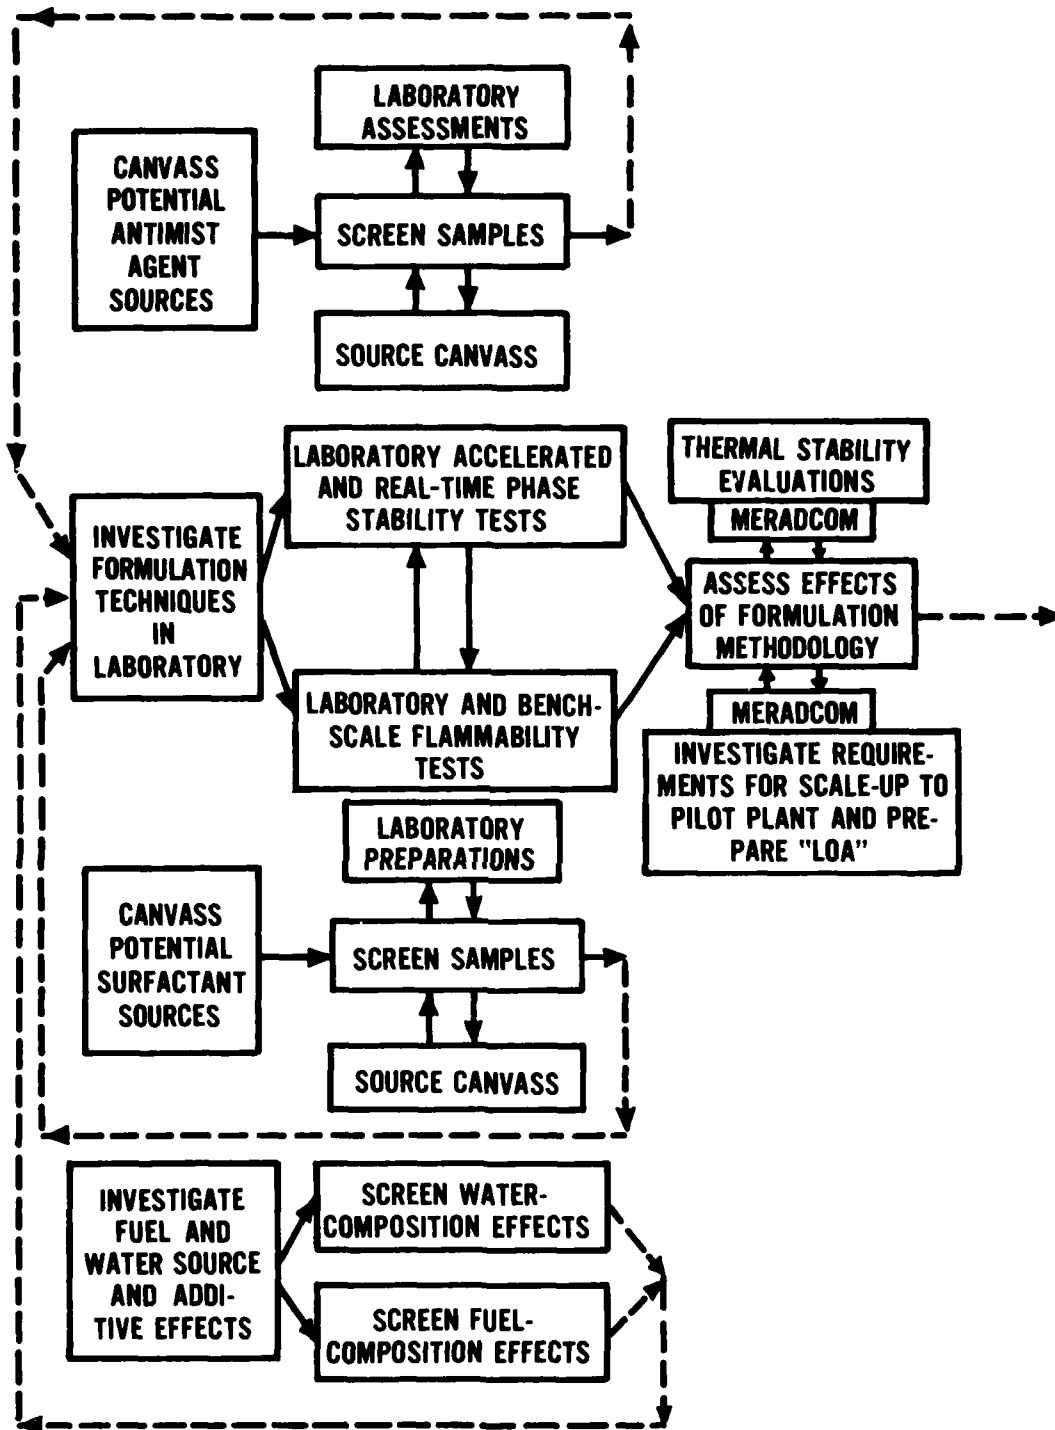 LABORATORY
ASSESSMENTS
CANVASS
POTENTIAL
ANTIMIST
AGENT
SOURCES
SCREEN SAMPLES
SOURCE CANVASS
LABORATORY ACCELERATED
AND REAL-TIME PHASE
STABILITY TESTS
THERMAL STABILITY
EVALUATIONS
MERADCOM
INVESTIGATE
FORMULATION
TECHNIQUES
IN
LABORATORY
ASSESS EFFECTS
OF FORMULATION
METHODOLOGY
LABORATORY AND BENCH-
SCALE FLAMMABILITY
TESTS
MERADCOM
INVESTIGATE REQUIRE-
MENTS FOR SCALE-UP TO
PILOT PLANT AND PRE-
PARE "LOA"
LABORATORY
PREPARATIONS
CANVASS
POTENTIAL
SURFACTANT
SOURCES
SCREEN SAMPLES
SOURCE CANVASS
INVESTIGATE
FUEL AND
WATER SOURCE
AND ADDI-
TIVE EFFECTS
SCREEN WATER-
COMPOSITION EFFECTS
SCREEN FUEL-
COMPOSITION EFFECTS